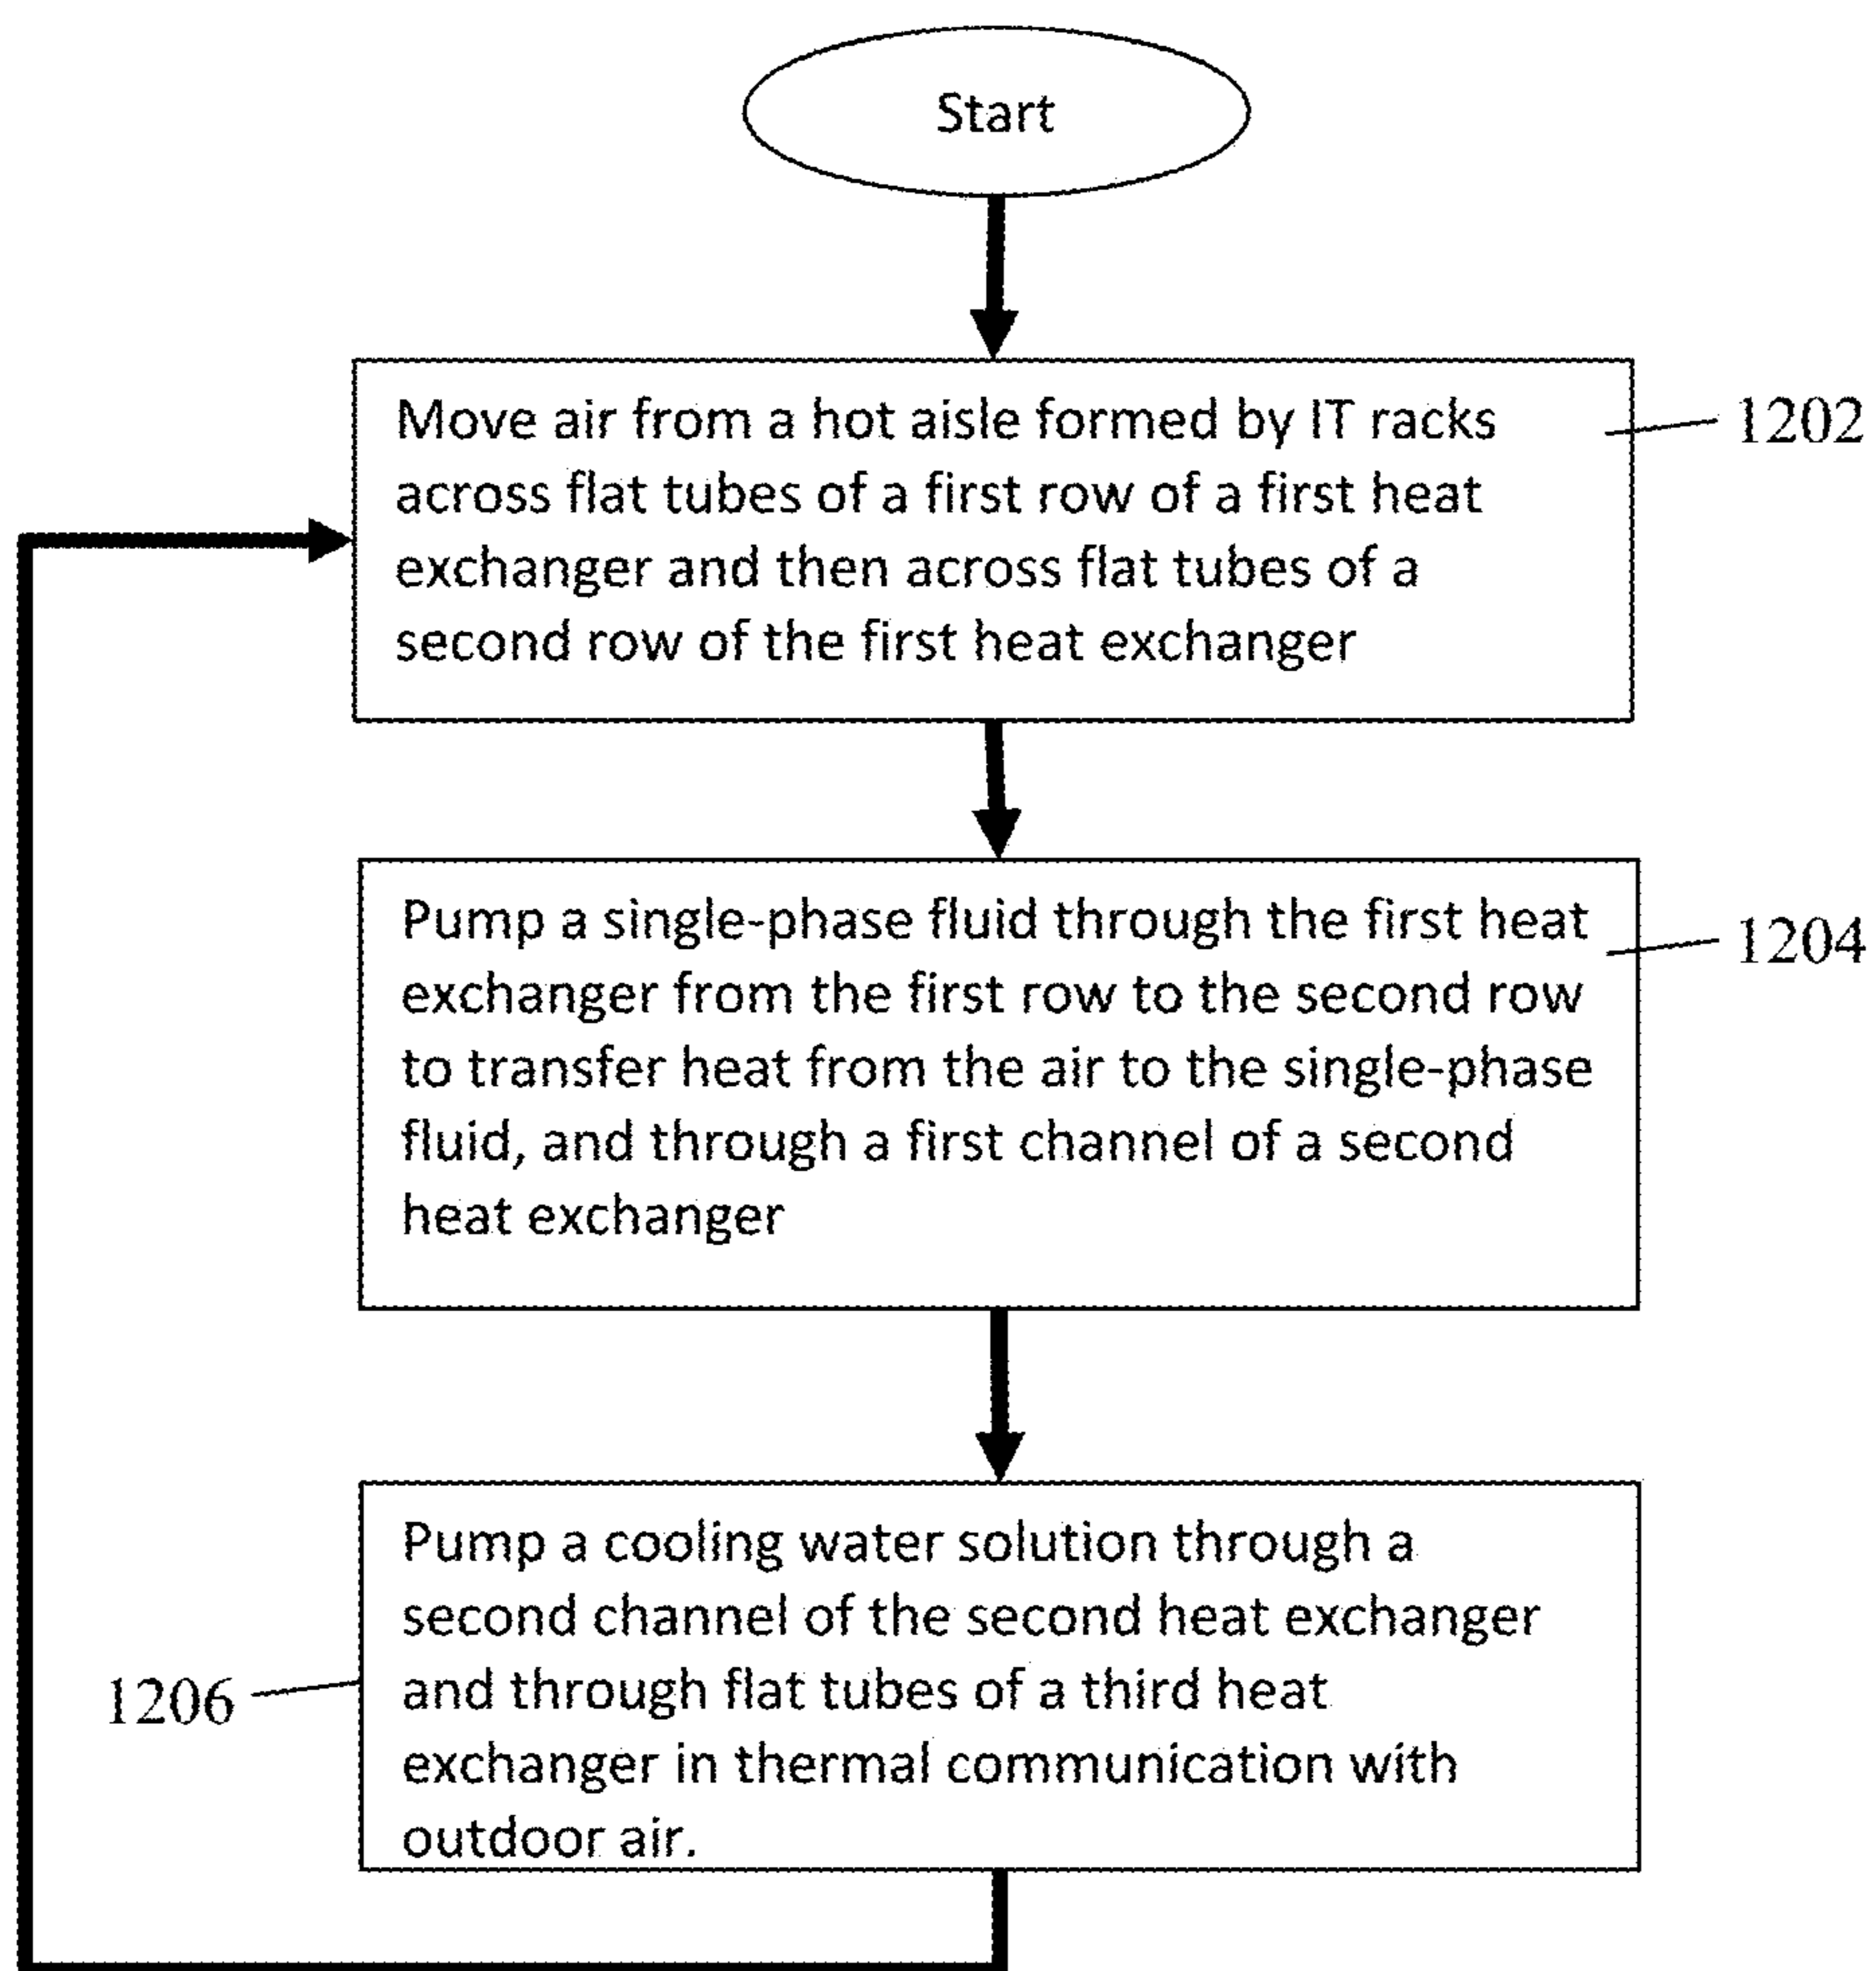 Start
Move air from a hot aisle formed by IT racks
across flat tubes of a first row of a first heat
exchanger and then across flat tubes of a
second row of the first heat exchanger
1202
Pump a single-phase fluid through the first heat
exchanger from the first row to the second row
to transfer heat from the air to the single-phase
fluid, and through a first channel of a second
heat exchanger
1204
Pump a cooling water solution through a
second channel of the second heat exchanger
and through flat tubes of a third heat
exchanger in thermal communication with
outdoor air.
1206